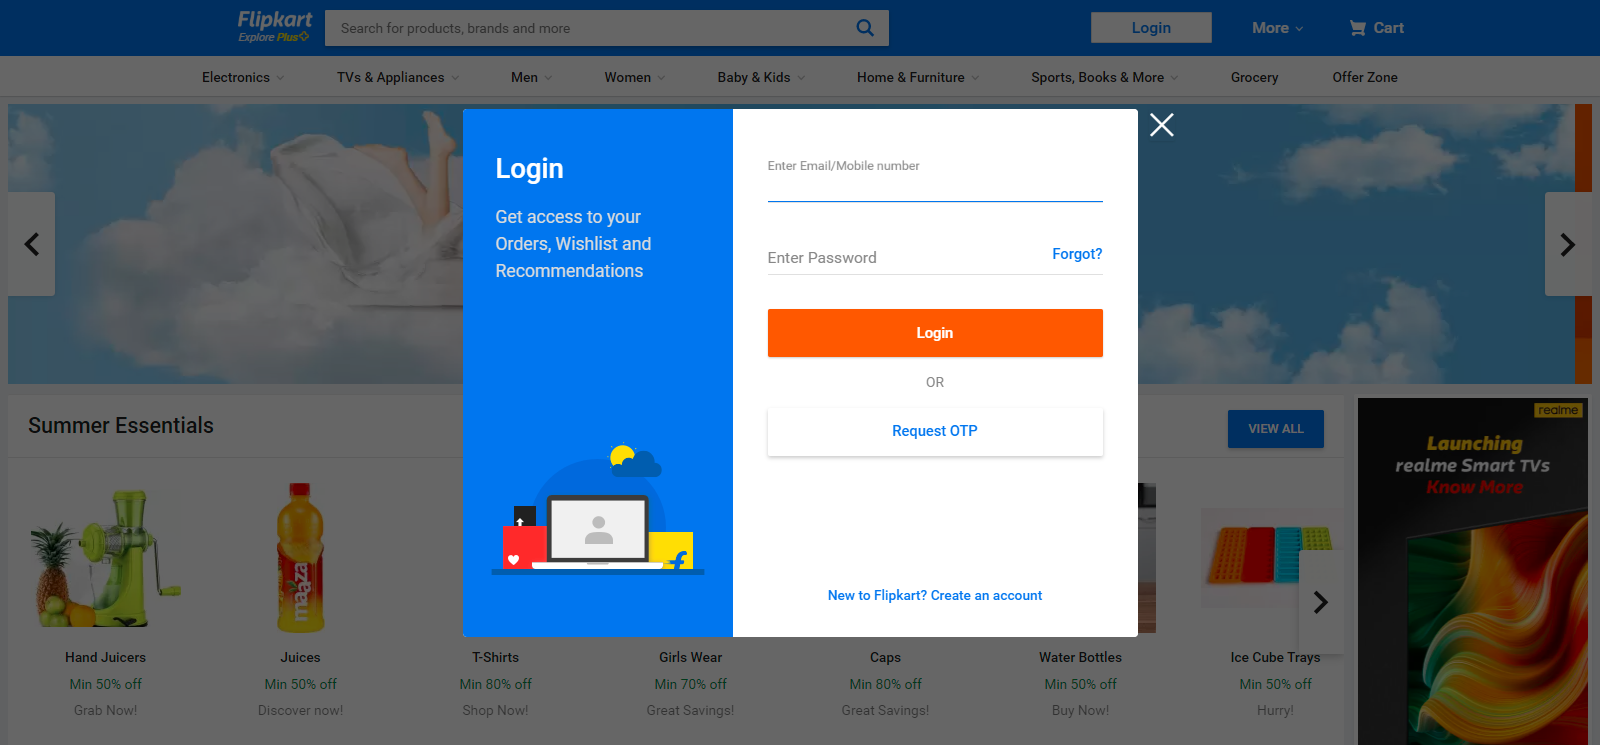 Flipkart
Explore Plus
Search for products, brands and more
Login
More
Cart
Electronics
TVs & Appliances
Men
Women
Baby & Kids
Home & Furniture
Sports, Books & More
Grocery
Offer Zone
Login
Get access to your
Orders, Wishlist and
Recommendations
Enter Email/Mobile number
Enter Password
Forgot?
Login
OR
Request OTP
New to Flipkart? Create an account
Summer Essentials
VIEW ALL
maaza
Hand Juicers
Min 50% off
Grab Now!
Juices
Min 50% off
Discover now!
T-Shirts
Min 80% off
Shop Now!
Girls Wear
Min 70% off
Great Savings!
Caps
Min 80% off
Great Savings!
Water Bottles
Min 50% off
Buy Now!
Ice Cube Trays
Min 50% off
Hurry!
realme
Launching
realme Smart TVs
Know More